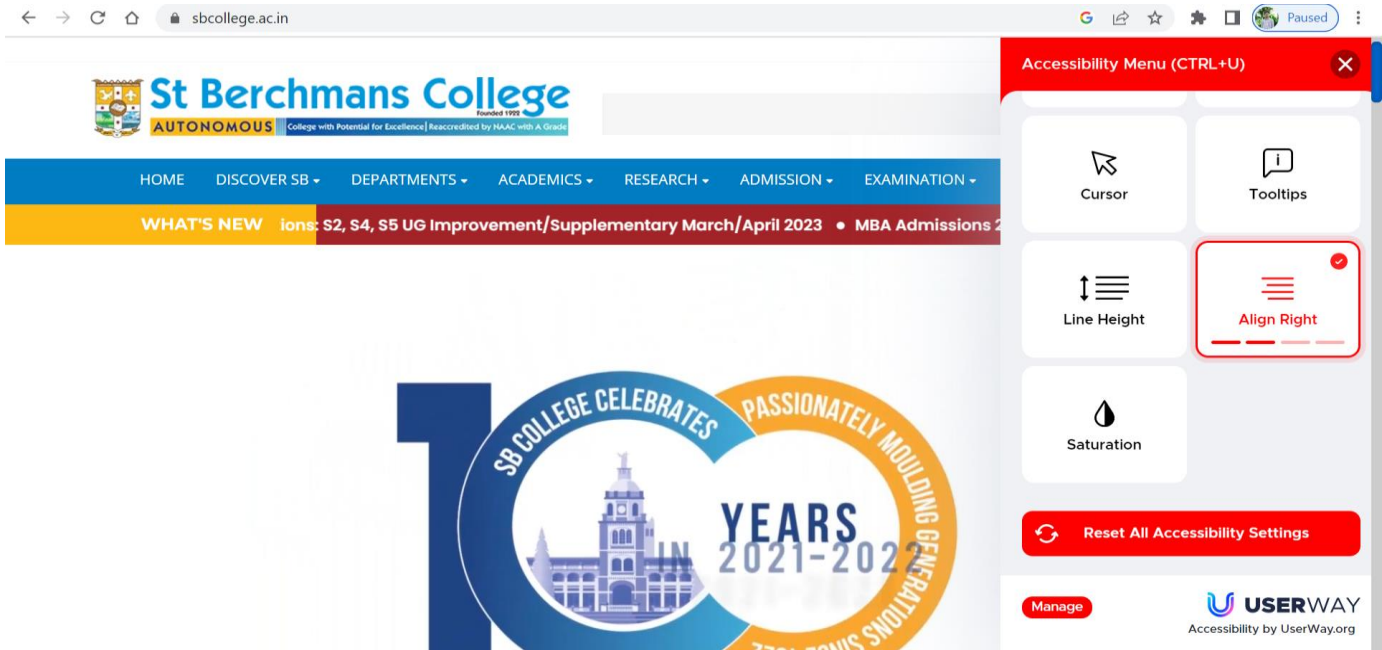 sbcollege.ac.in
Paused
St Berchmans College
Founded 1922
AUTONOMOUS College with Potential for Excellence | Reaccredited by NAAC with A Grade
HOME DISCOVER SB DEPARTMENTS ACADEMICS RESEARCH ADMISSION EXAMINATION
WHAT'S NEW ions: S2, S4, S5 UG Improvement/Supplementary March/April 2023 • MBA Admissions 2
SB COLLEGE CELEBRATES
PASSIONATELY MOULDING GENERATIONS SINCE 1922
YEARS
IN 2021-2022
Accessibility Menu (CTRL+U)
Cursor
Tooltips
Line Height
Align Right
Saturation
Reset All Accessibility Settings
Manage
USERWAY
Accessibility by UserWay.org